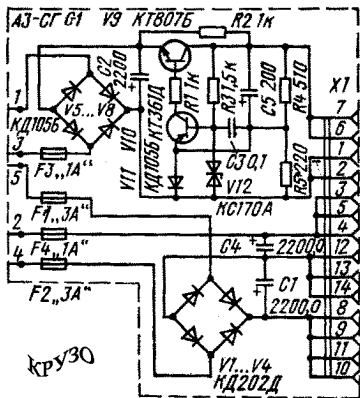 А3-СГ G1 V9 КТ807Б R2 1к
X1
C2 2200
R1 1к
R3 1,5к
C5 200
R4 510
1
V5...V8
КД105Б
V10
V11
КД105Б
КТ361Д
C3 0,1
R5 220
V12
КС170А
3
F3 „1А“
5
F1 „3А“
2
F4 „1А“
4
F2 „3А“
C4
2200,0
C1
2200,0
V1...V4
КД202Д
7
6
1
2
3
5
4
12
13
14
8
9
11
10
КРУЗО